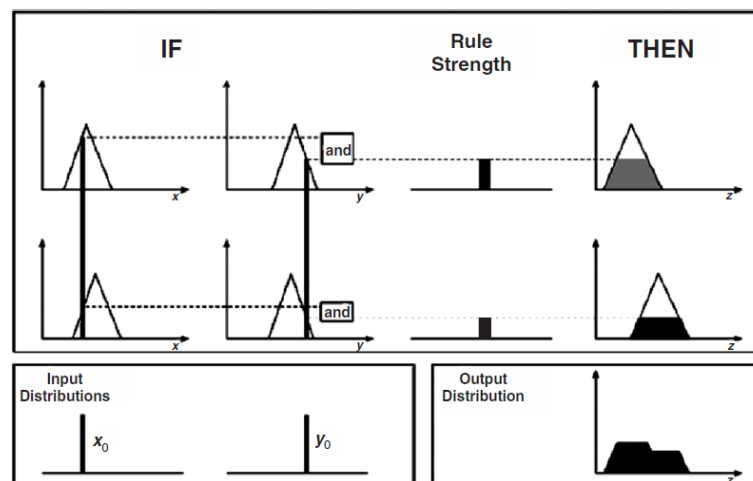 IF
Rule
Strength
THEN
and
x
y
z
and
x
y
z
Input
Distributions
x₀
y₀
Output
Distribution
z